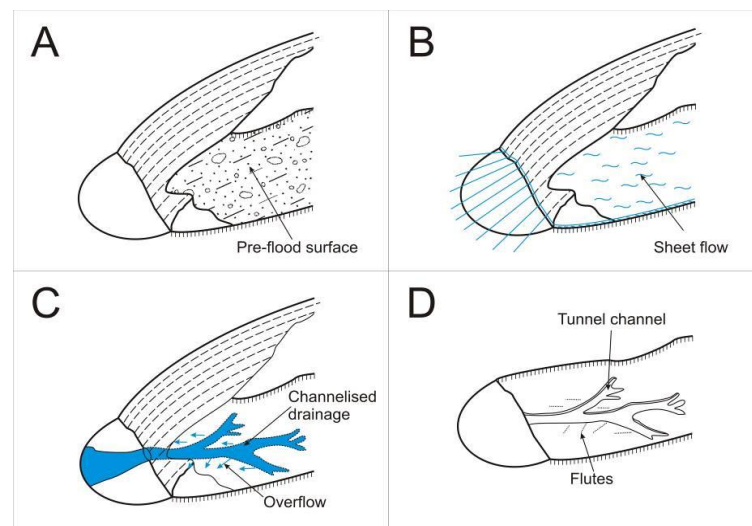 A
Pre-flood surface
B
Sheet flow
C
Channelised
drainage
Overflow
D
Tunnel channel
Flutes